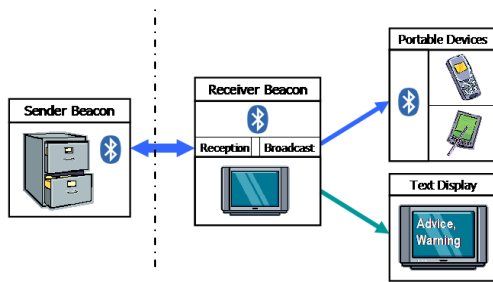 Sender Beacon
Receiver Beacon
Reception
Broadcast
Portable Devices
Text Display
Advice,
Warning